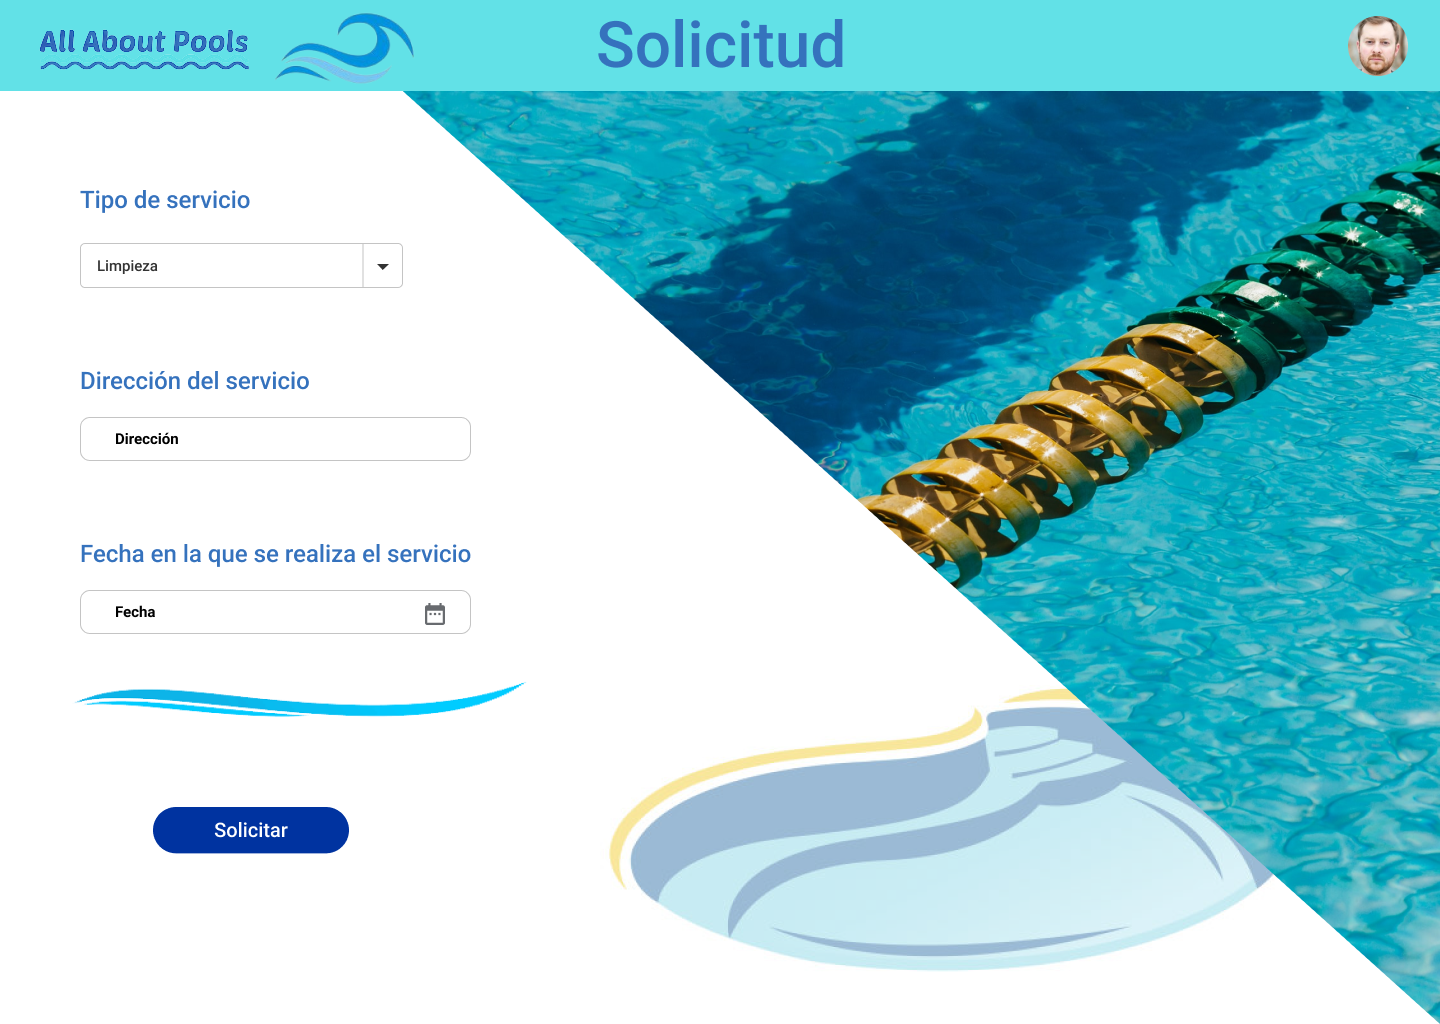 All About Pools
Solicitud
Tipo de servicio
Limpieza
Dirección del servicio
Dirección
Fecha en la que se realiza el servicio
Fecha
Solicitar